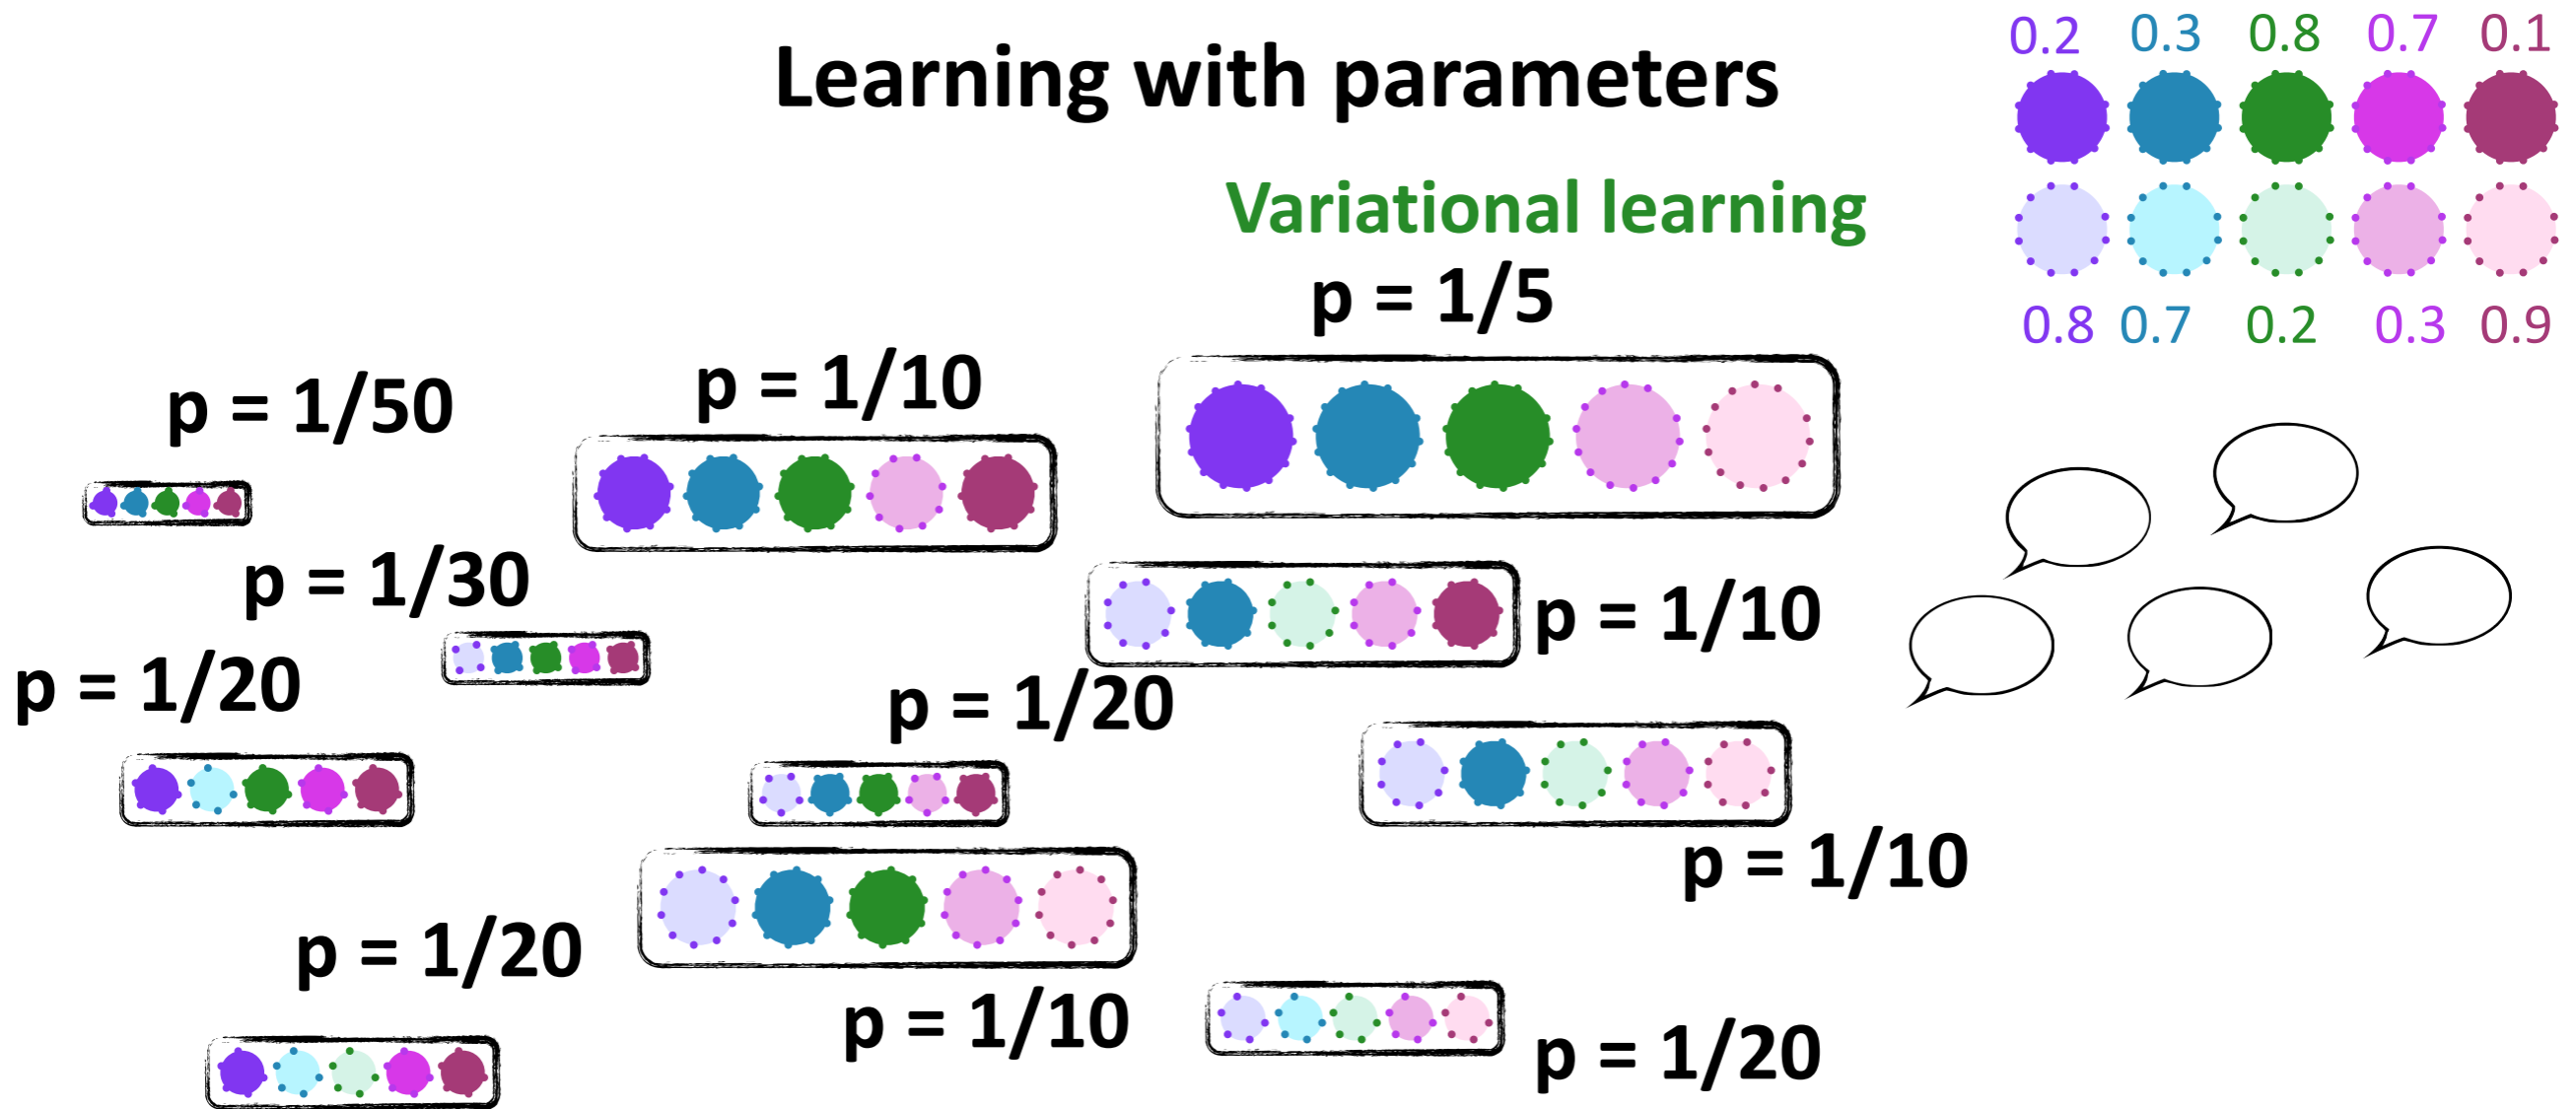 Learning with parameters
Variational learning
0.2 0.3 0.8 0.7 0.1
0.8 0.7 0.2 0.3 0.9
p = 1/5
p = 1/10
p = 1/50
p = 1/30
p = 1/10
p = 1/20
p = 1/20
p = 1/10
p = 1/20
p = 1/10
p = 1/20